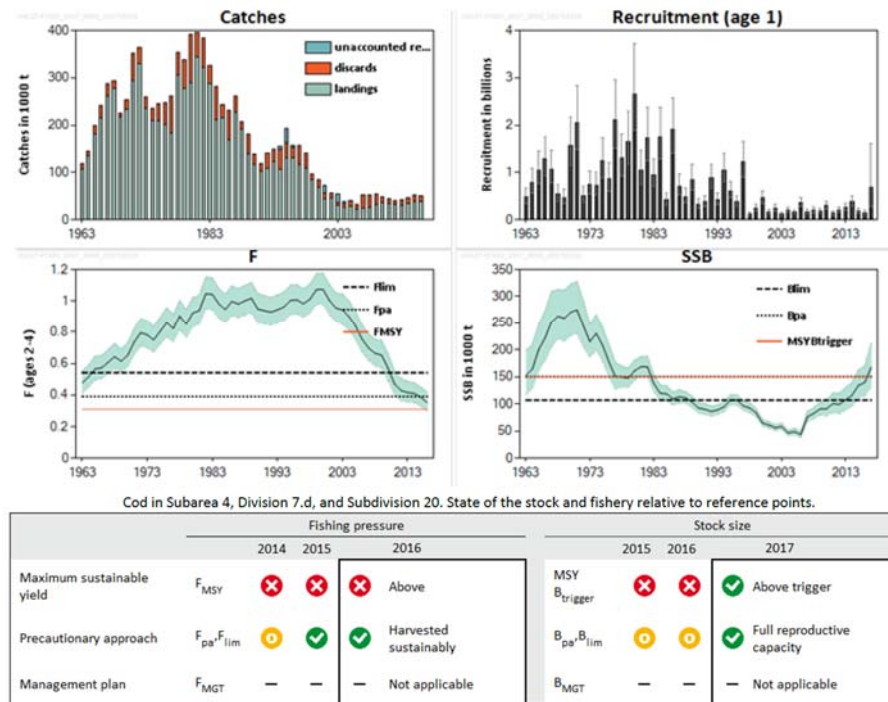 Catches
400
300
200
100
0
Catches in 1000 t
unaccounted re...
discards
landings
1963
1983
2003
Recruitment (age 1)
4
3
2
1
0
Recruitment in billions
1963
1973
1983
1993
2003
2013
F
1.2
1
0.8
0.6
0.4
0.2
0
F (ages 2-4)
Flim
Fpa
FMSY
1963
1973
1983
1993
2003
2013
SSB
350
300
250
200
150
100
50
0
SSB in 1000 t
Blim
Bpa
MSYBtrigger
1963
1973
1983
1993
2003
2013
Cod in Subarea 4, Division 7.d, and Subdivision 20. State of the stock and fishery relative to reference points.
Fishing pressure
2014 2015 2016
Maximum sustainable yield FMSY Above
Precautionary approach Fpa,Flim Harvested sustainably
Management plan FMGT — — — Not applicable
Stock size
2015 2016 2017
MSY Btrigger Above trigger
Bpa,Blim Full reproductive capacity
BMGT — — — Not applicable